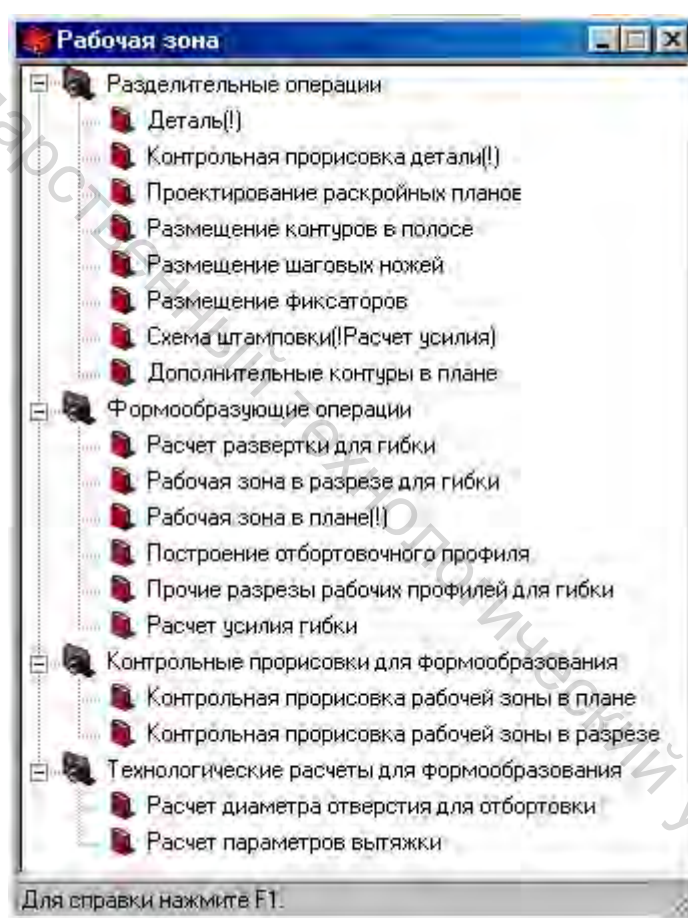 Рабочая зона
Разделительные операции
Деталь(!)
Контрольная прорисовка детали(!)
Проектирование раскройных планов
Размещение контуров в полосе
Размещение шаговых ножей
Размещение фиксаторов
Схема штамповки(!Расчет усилия)
Дополнительные контуры в плане
Формообразующие операции
Расчет развертки для гибки
Рабочая зона в разрезе для гибки
Рабочая зона в плане(!)
Построение отбортовочного профиля
Прочие разрезы рабочих профилей для гибки
Расчет усилия гибки
Контрольные прорисовки для формообразования
Контрольная прорисовка рабочей зоны в плане
Контрольная прорисовка рабочей зоны в разрезе
Технологические расчеты для формообразования
Расчет диаметра отверстия для отбортовки
Расчет параметров вытяжки
Для справки нажмите F1.